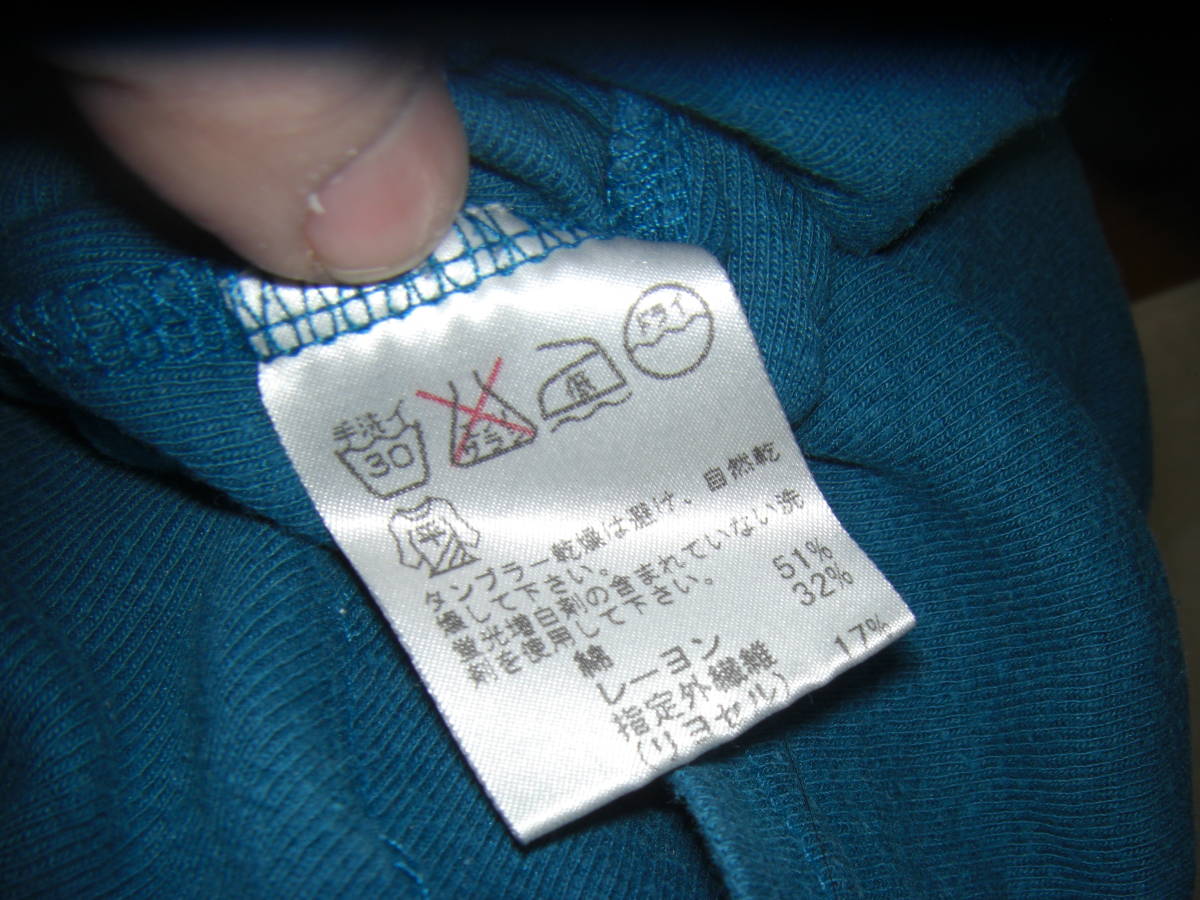 手洗イ
30
エンソサラシ
低
ドライ
平
タンブラー乾燥は避け、自然乾
燥して下さい。
蛍光増白剤の含まれていない洗
剤を使用して下さい。
綿 51%
レーヨン 32%
指定外繊維 17%
(リヨセル)